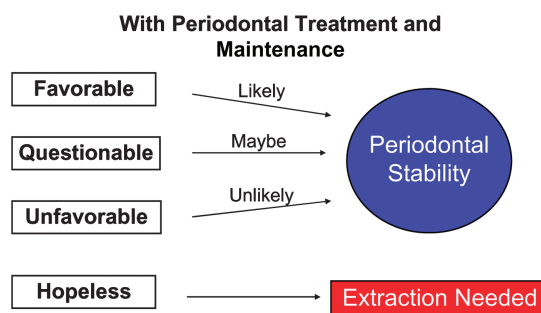 With Periodontal Treatment and
Maintenance
Favorable
Likely
Questionable
Maybe
Periodontal
Stability
Unfavorable
Unlikely
Hopeless
Extraction Needed